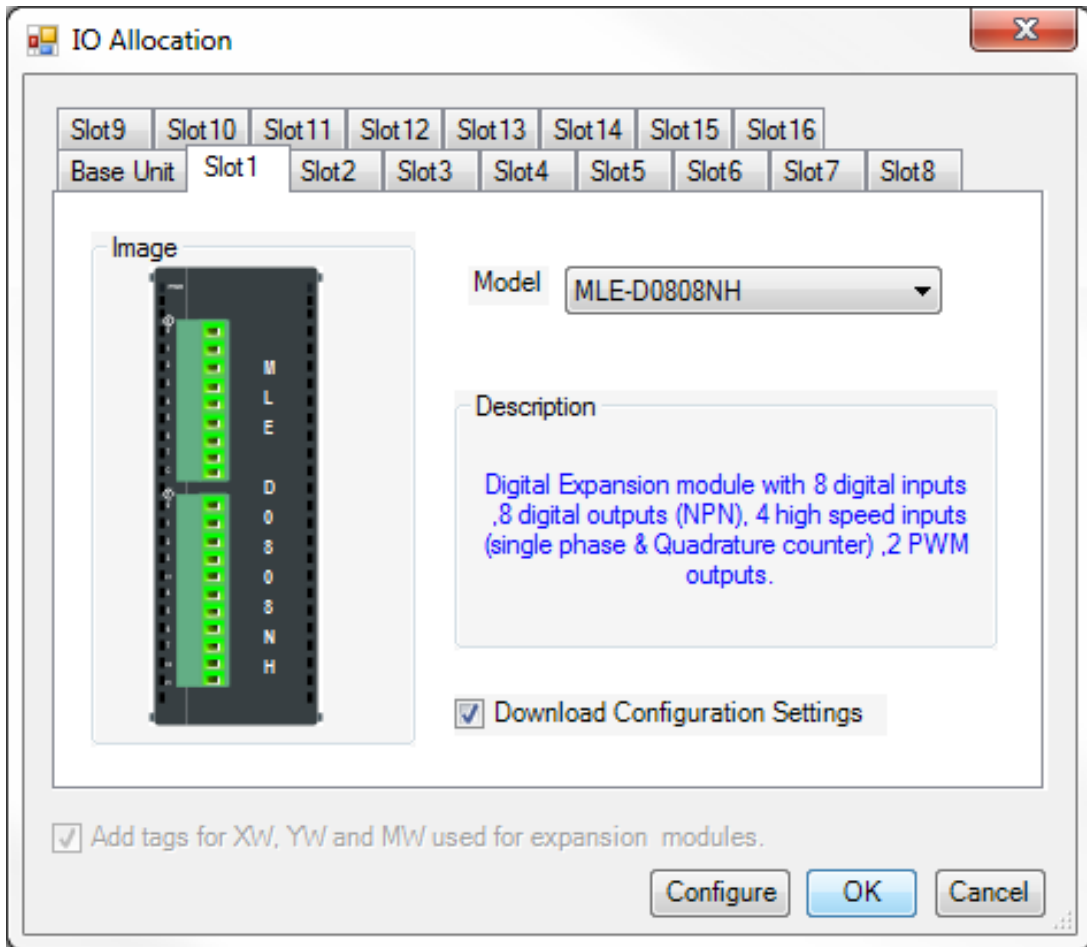 IO Allocation
Slot9 Slot10 Slot11 Slot12 Slot13 Slot14 Slot15 Slot16
Base Unit Slot1 Slot2 Slot3 Slot4 Slot5 Slot6 Slot7 Slot8
Image
Model
MLE-D0808NH
M
L
E
D
0
8
0
8
N
H
Description
Digital Expansion module with 8 digital inputs
,8 digital outputs (NPN), 4 high speed inputs
(single phase & Quadrature counter) ,2 PWM
outputs.
Download Configuration Settings
Add tags for XW, YW and MW used for expansion modules.
Configure OK Cancel